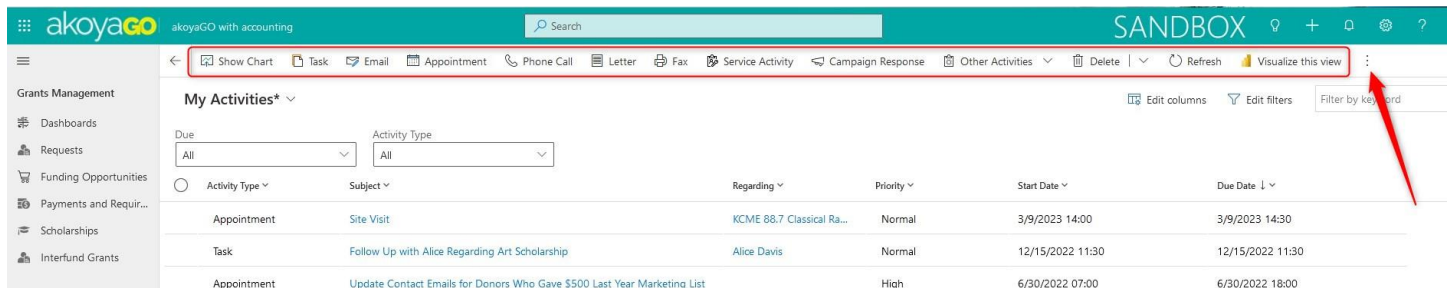 akoyaGO akoyaGO with accounting Search SANDBOX + ?
Show Chart Task Email Appointment Phone Call Letter Fax Service Activity Campaign Response Other Activities Delete Refresh Visualize this view
Grants Management
Dashboards
Requests
Funding Opportunities
Payments and Requir...
Scholarships
Interfund Grants
My Activities*
Edit columns Edit filters Filter by keyword
Due Activity Type
All All
Activity Type Subject Regarding Priority Start Date Due Date ↓
Appointment Site Visit KCME 88.7 Classical Ra... Normal 3/9/2023 14:00 3/9/2023 14:30
Task Follow Up with Alice Regarding Art Scholarship Alice Davis Normal 12/15/2022 11:30 12/15/2022 11:30
Appointment Update Contact Emails for Donors Who Gave $500 Last Year Marketing List High 6/30/2022 07:00 6/30/2022 18:00